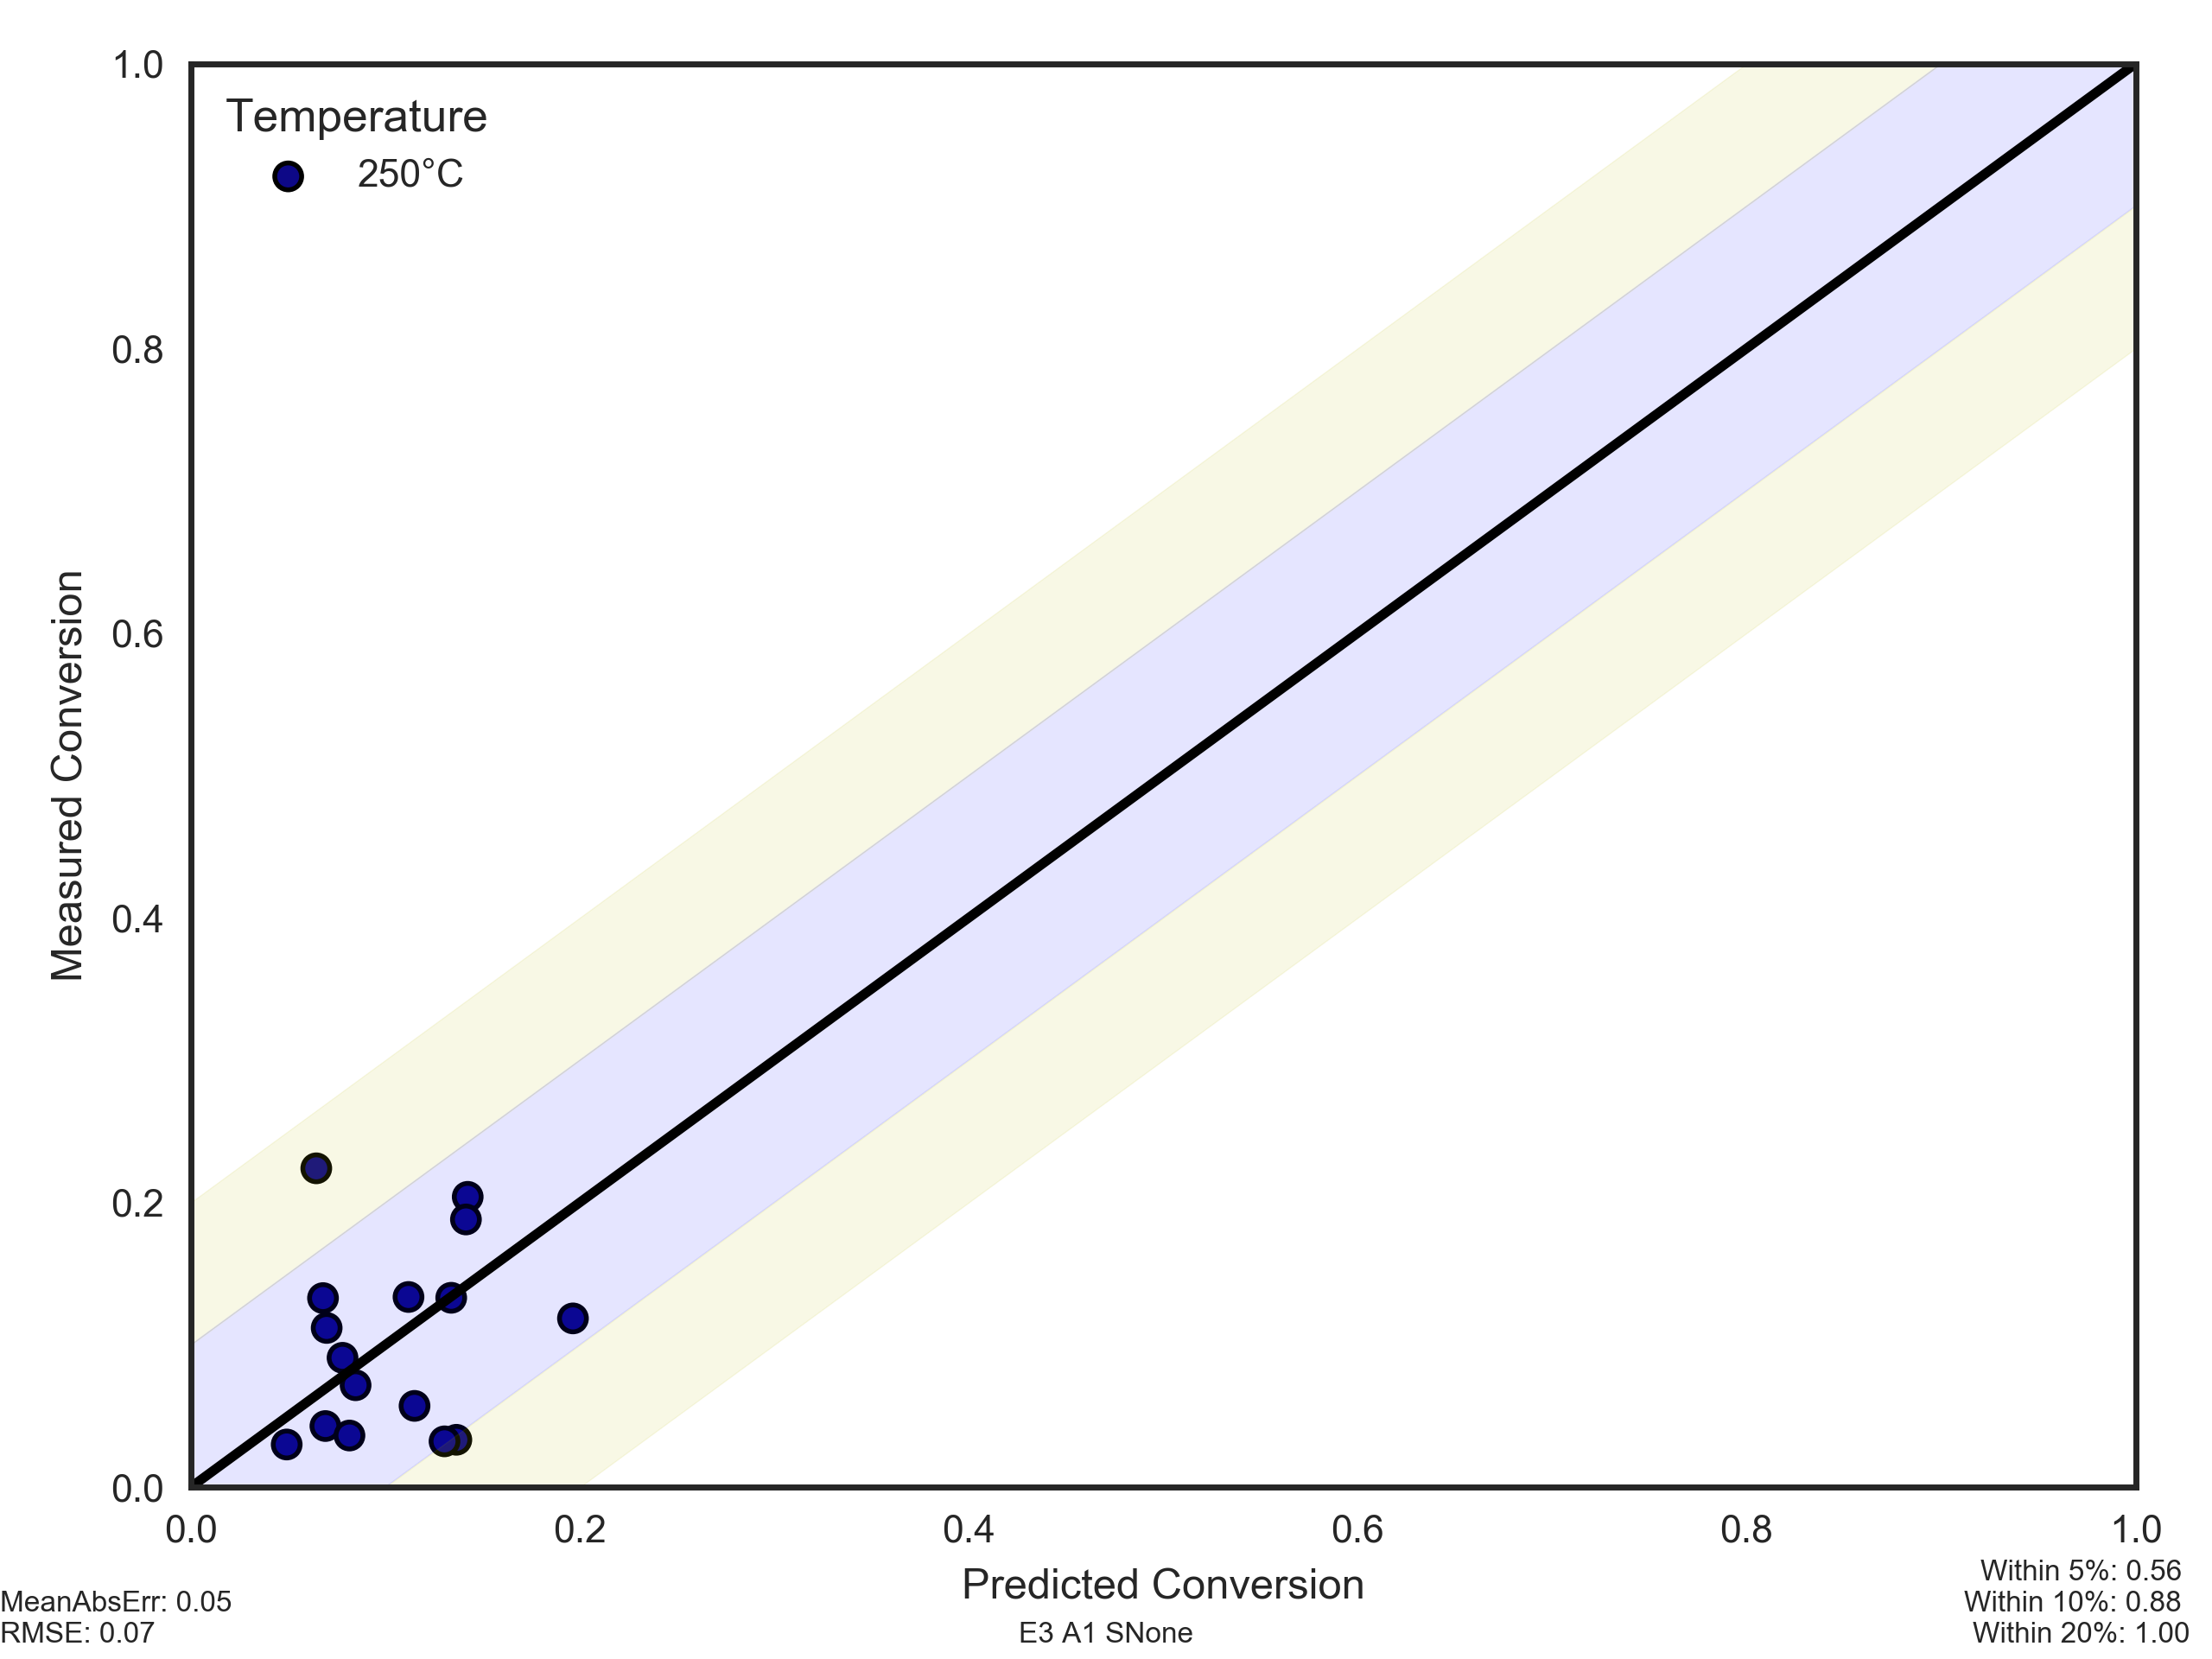 1.0
Temperature
250°C
0.8
0.6
0.4
0.2
0.0
Measured Conversion
0.0 0.2 0.4 0.6 0.8 1.0
Predicted Conversion
E3 A1 SNone
MeanAbsErr: 0.05
RMSE: 0.07
Within 5%: 0.56
Within 10%: 0.88
Within 20%: 1.00